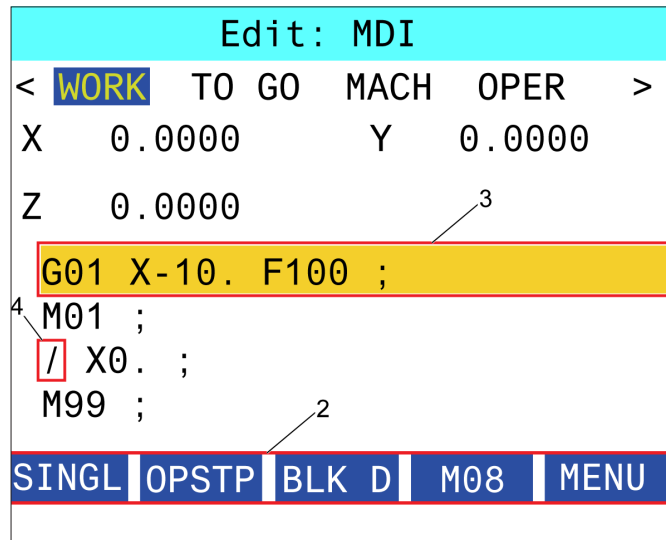 Edit: MDI
< WORK TO GO MACH OPER >
X 0.0000 Y 0.0000
Z 0.0000
3
G01 X-10. F100 ;
4
M01 ;
/ X0. ;
M99 ;
2
SINGL OPSTP BLK D M08 MENU